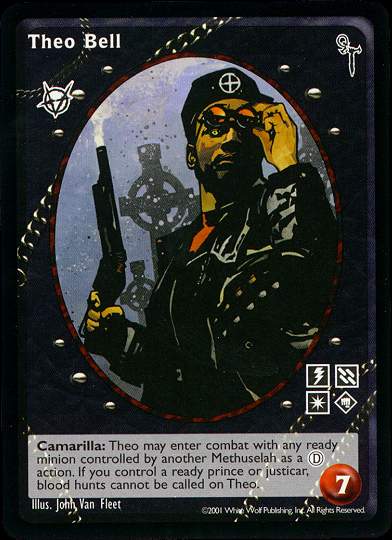 Theo Bell
Camarilla: Theo may enter combat with any ready
minion controlled by another Methuselah as a Ⓓ
action. If you control a ready prince or justicar,
blood hunts cannot be called on Theo.
7
Illus. John Van Fleet
©2001 White Wolf Publishing, Inc. All Rights Reserved.